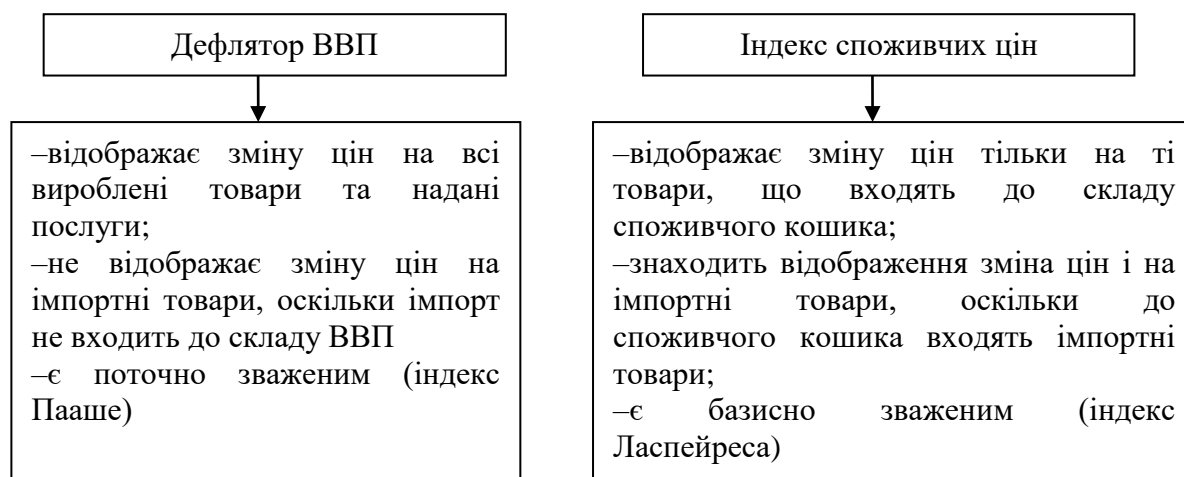 Дефлятор ВВП
–відображає зміну цін на всі
вироблені товари та надані
послуги;
–не відображає зміну цін на
імпортні товари, оскільки імпорт
не входить до складу ВВП
–є поточно зваженим (індекс
Пааше)
Індекс споживчих цін
–відображає зміну цін тільки на ті
товари, що входять до складу
споживчого кошика;
–знаходить відображення зміна цін і на
імпортні товари, оскільки до
споживчого кошика входять імпортні
товари;
–є базисно зваженим (індекс
Ласпейреса)